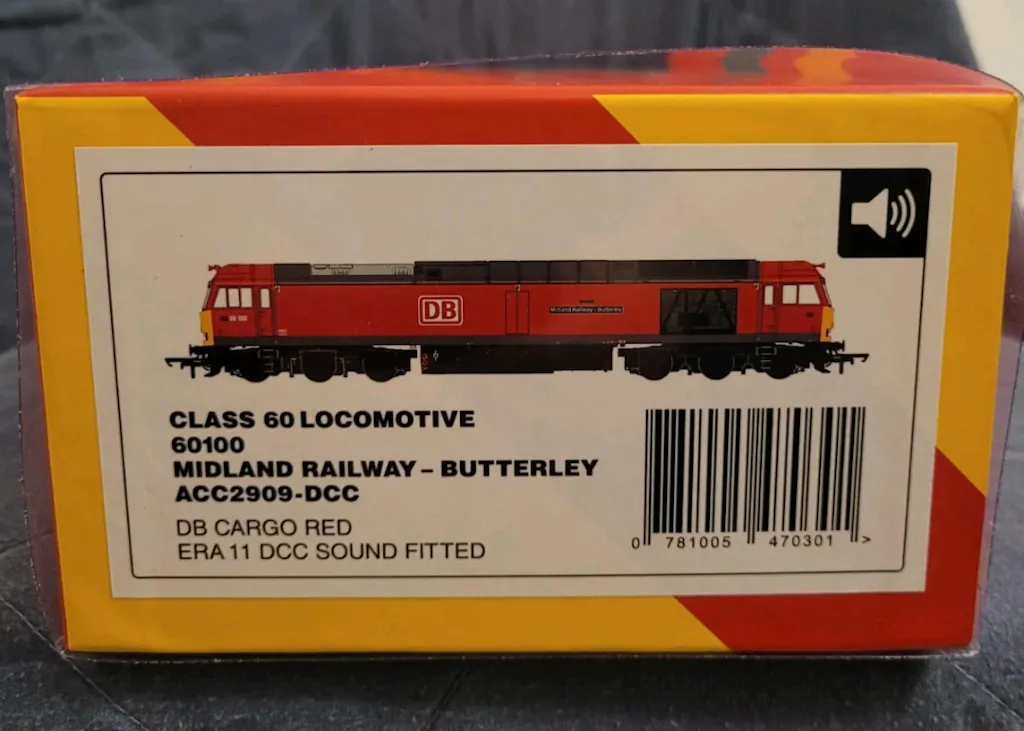 DB
Midland Railway - Butterley
CLASS 60 LOCOMOTIVE
60100
MIDLAND RAILWAY – BUTTERLEY
ACC2909-DCC
DB CARGO RED
ERA 11 DCC SOUND FITTED
0 781005 470301 >